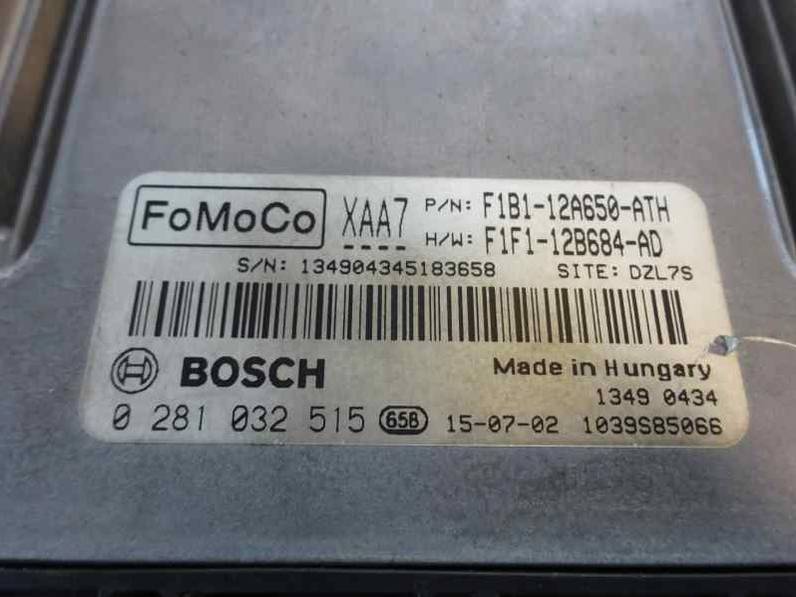 FoMoCo XAA7 P/N: F1B1-12A650-ATH
H/W: F1F1-12B684-AD
S/N: 134904345183658 SITE: DZL7S
BOSCH Made in Hungary
1349 0434
0 281 032 515 65B 15-07-02 1039S85066